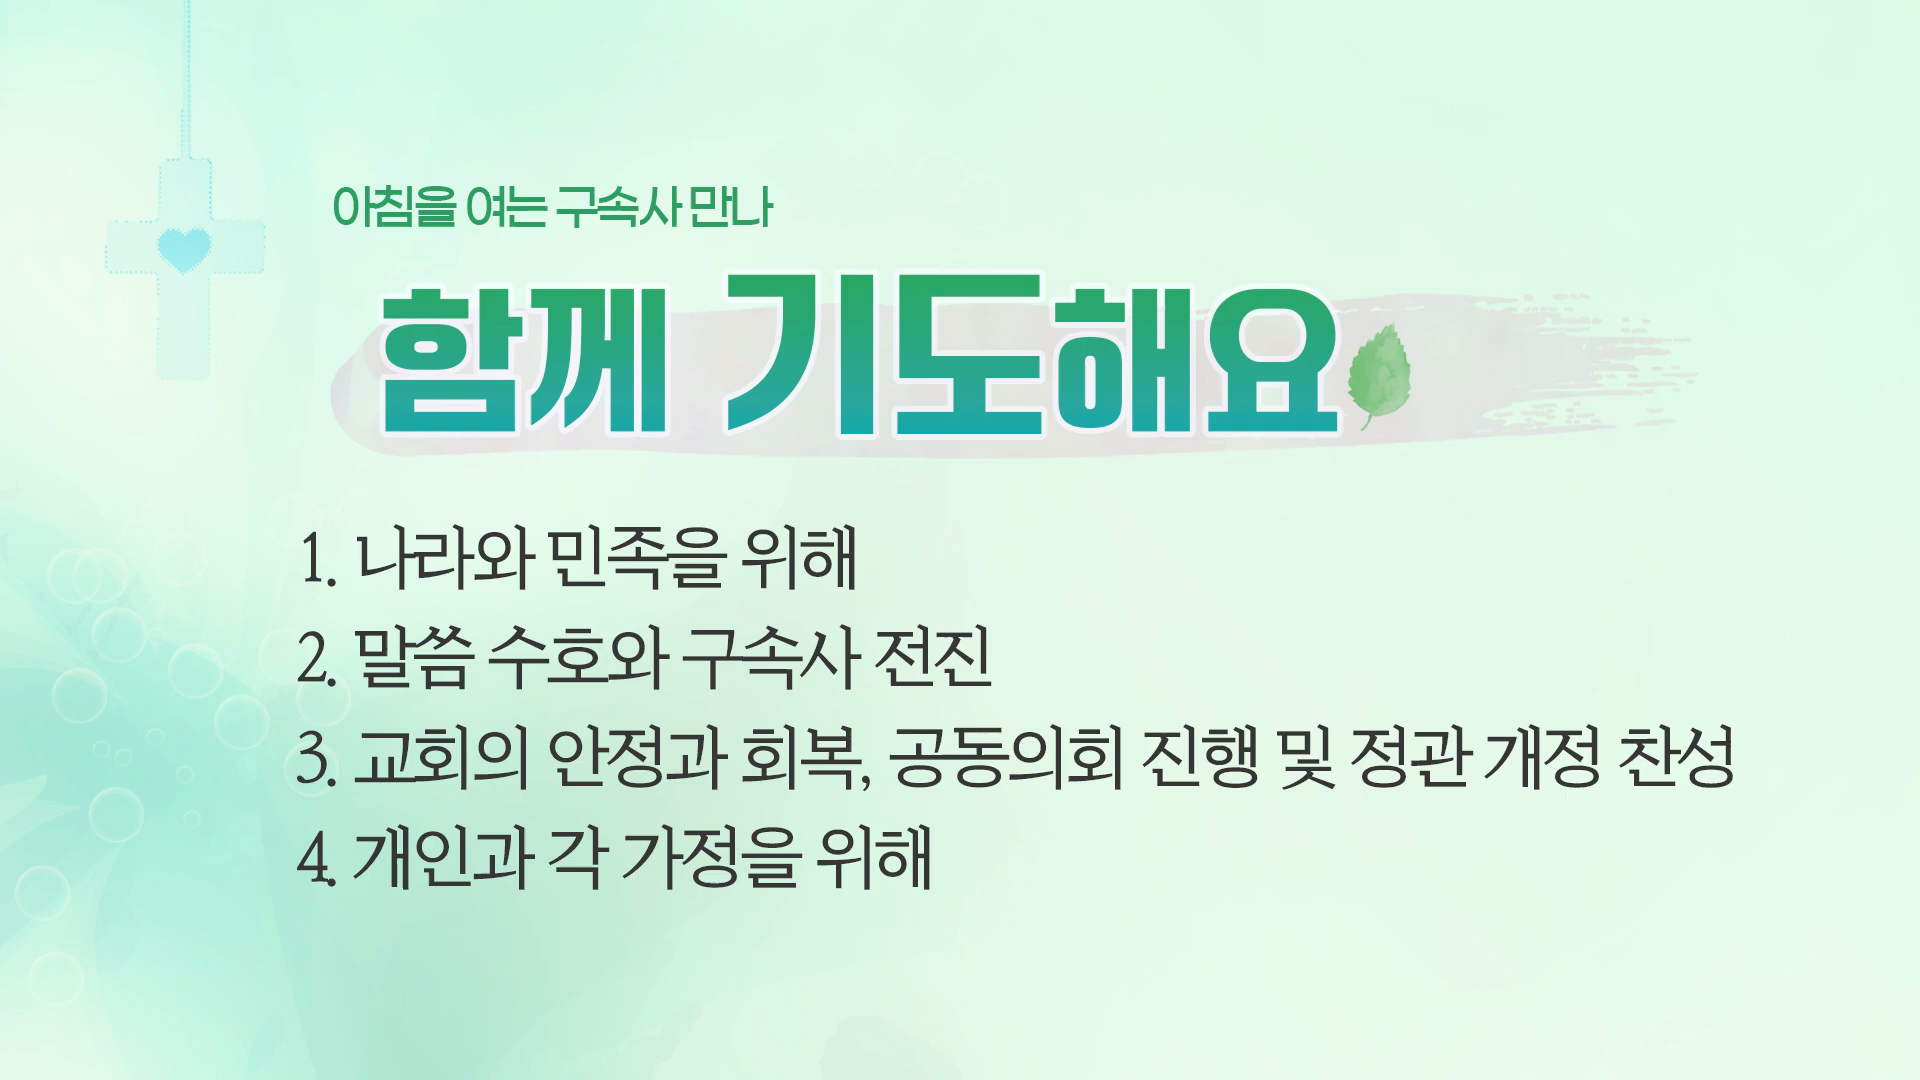 아침을 여는 구속사 만나
함께 기도해요
1. 나라와 민족을 위해
2. 말씀 수호와 구속사 전진
3. 교회의 안정과 회복, 공동의회 진행 및 정관 개정 찬성
4. 개인과 각 가정을 위해